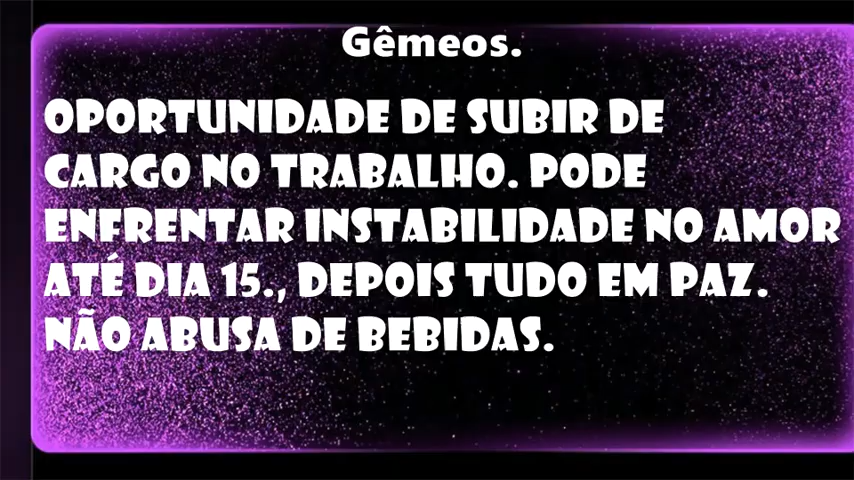 Gêmeos.
OPORTUNIDADE DE SUBIR DE
CARGO NO TRABALHO. PODE
ENFRENTAR INSTABILIDADE NO AMOR
ATÉ DIA 15., DEPOIS TUDO EM PAZ.
NÃO ABUSA DE BEBIDAS.